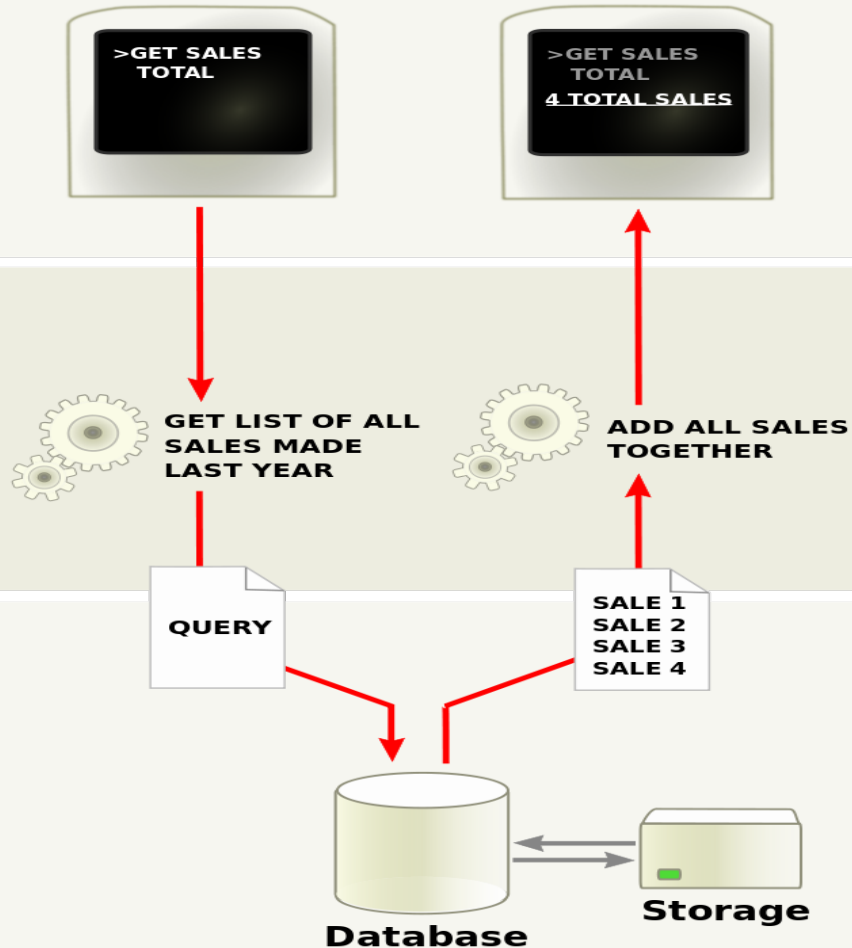 >GET SALES
TOTAL
>GET SALES
TOTAL
4 TOTAL SALES
GET LIST OF ALL
SALES MADE
LAST YEAR
ADD ALL SALES
TOGETHER
QUERY
SALE 1
SALE 2
SALE 3
SALE 4
Storage
Database